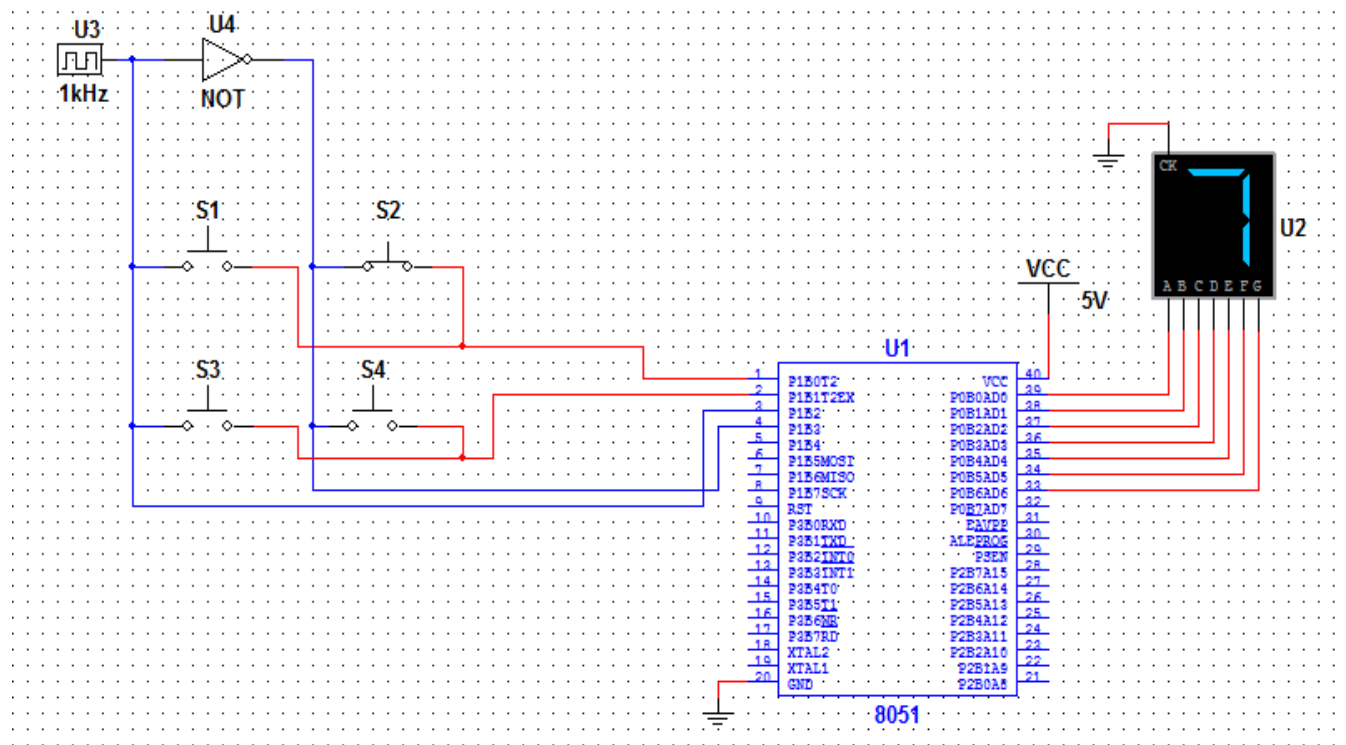 U3
U4
1kHz
NOT
CK
S1
S2
U2
VCC
A B C D E F G
5V
U1
S3
S4
1 P1B0T2 VCC 40
2 P1B1T2EX P0B0AD0 39
3 P1B2 P0B1AD1 38
4 P1B3 P0B2AD2 37
5 P1B4 P0B3AD3 36
6 P1B5MOSI P0B4AD4 35
7 P1B6MISO P0B5AD5 34
8 P1B7SCK P0B6AD6 33
9 RST P0B7AD7 32
10 P3B0RXD EAVPP 31
11 P3B1TXD ALEPROG 30
12 P3B2INT0 PSEN 29
13 P3B3INT1 P2B7A15 28
14 P3B4T0 P2B6A14 27
15 P3B5T1 P2B5A13 26
16 P3B6WR P2B4A12 25
17 P3B7RD P2B3A11 24
18 XTAL2 P2B2A10 23
19 XTAL1 P2B1A9 22
20 GND P2B0A8 21
8051